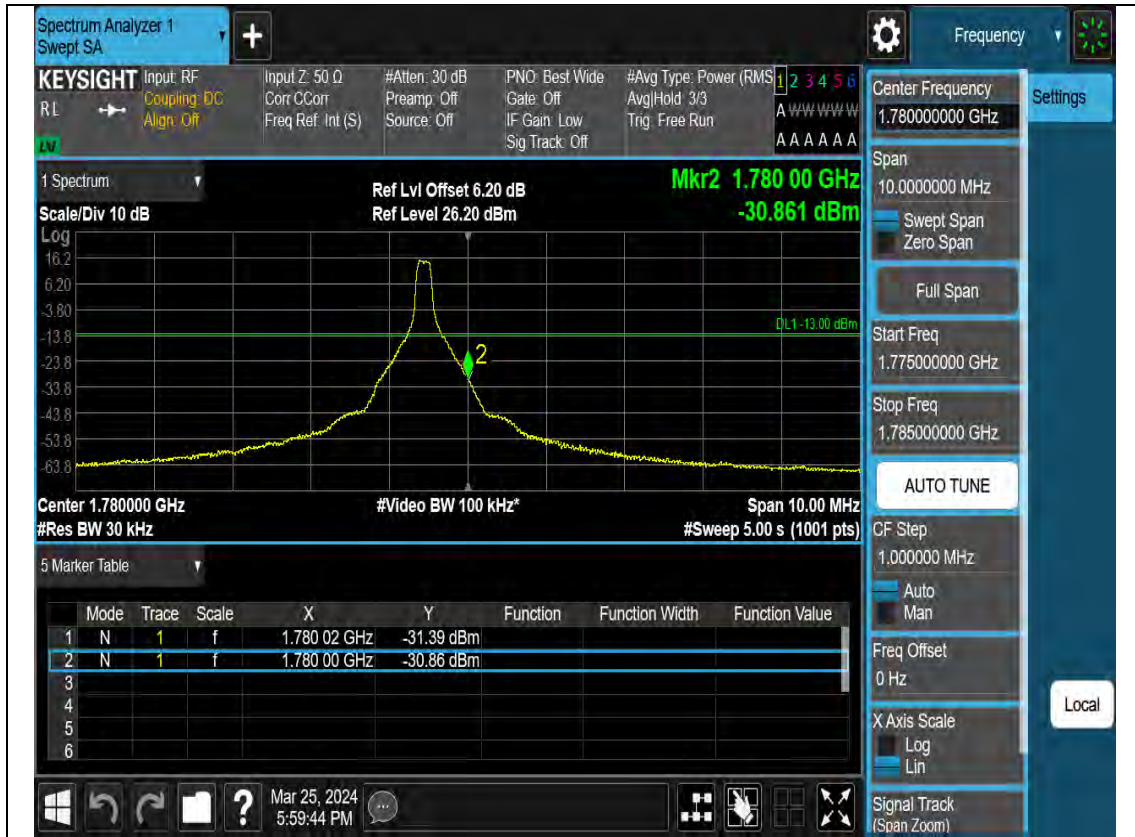 Spectrum Analyzer 1
Swept SA
+
Frequency
KEYSIGHT
RL
Input: RF
Coupling: DC
Align: Off
Input Z: 50 Ω
Corr CCorr
Freq Ref: Int (S)
#Atten: 30 dB
Preamp: Off
Source: Off
PNO: Best Wide
Gate: Off
IF Gain: Low
Sig Track: Off
#Avg Type: Power (RMS
Avg|Hold: 3/3
Trig: Free Run
1 2 3 4 5 6
A W W W W W
A A A A A A
1 Spectrum
Scale/Div 10 dB
Ref Lvl Offset 6.20 dB
Ref Level 26.20 dBm
Mkr2 1.780 00 GHz
-30.861 dBm
Log
16.2
6.20
-3.80
-13.8
-23.8
-33.8
-43.8
-53.8
-63.8
DL1 -13.00 dBm
2
Center 1.780000 GHz
#Res BW 30 kHz
#Video BW 100 kHz*
Span 10.00 MHz
#Sweep 5.00 s (1001 pts)
5 Marker Table
Mode Trace Scale X Y Function Function Width Function Value
1 N 1 f 1.780 02 GHz -31.39 dBm
2 N 1 f 1.780 00 GHz -30.86 dBm
3
4
5
6
Center Frequency
1.780000000 GHz
Settings
Span
10.0000000 MHz
Swept Span
Zero Span
Full Span
Start Freq
1.775000000 GHz
Stop Freq
1.785000000 GHz
AUTO TUNE
CF Step
1.000000 MHz
Auto
Man
Freq Offset
0 Hz
X Axis Scale
Log
Lin
Local
Signal Track
(Span Zoom)
?
Mar 25, 2024
5:59:44 PM